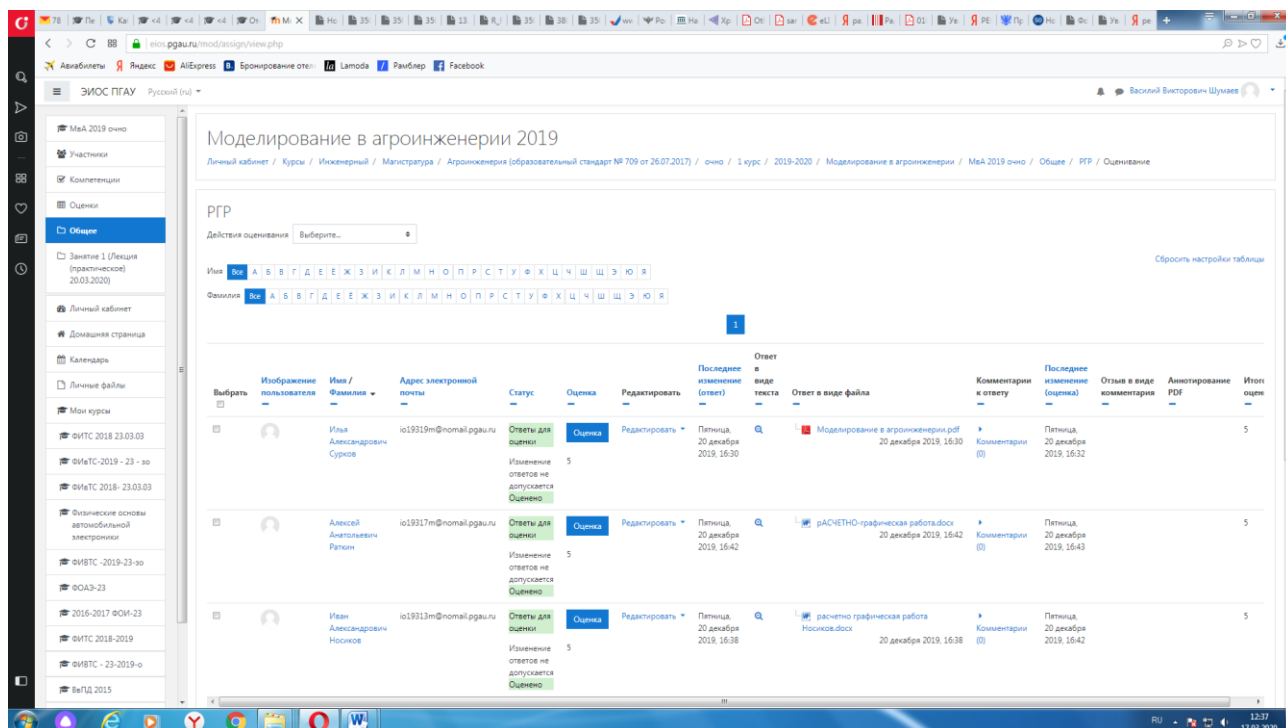 eios.pgau.ru/mod/assign/view.php
Авиабилеты Яндекс AliExpress Бронирование отел Lamoda Рамблер Facebook
ЭИОС ПГАУ Русский (ru)
Василий Викторович Шумаев
МвА 2019 очно
Участники
Компетенции
Оценки
Общее
Занятие 1 (Лекция
(практическое)
20.03.2020)
Личный кабинет
Домашняя страница
Календарь
Личные файлы
Мои курсы
ФИТС 2018 23.03.03
ФИвТС-2019 - 23 - зо
ФИвТС 2018- 23.03.03
Физические основы
автомобильной
электроники
ФИВТС -2019-23-зо
ФОАЭ-23
2016-2017 ФОИ-23
ФИТС 2018-2019
ФИВТС - 23-2019-о
ВвПД 2015
Моделирование в агроинженерии 2019
Личный кабинет / Курсы / Инженерный / Магистратура / Агроинженерия (образовательный стандарт № 709 от 26.07.2017) / очно / 1 курс / 2019-2020 / Моделирование в агроинженерии / МвА 2019 очно / Общее / РГР / Оценивание
РГР
Действия оценивания Выберите...
Сбросить настройки таблицы
Имя Все А Б В Г Д Е Ё Ж З И К Л М Н О П Р С Т У Ф Х Ц Ч Ш Щ Э Ю Я
Фамилия Все А Б В Г Д Е Ё Ж З И К Л М Н О П Р С Т У Ф Х Ц Ч Ш Щ Э Ю Я
1
Выбрать
Изображение
пользователя
Имя /
Фамилия
Адрес электронной
почты
Статус
Оценка
Редактировать
Последнее
изменение
(ответ)
Ответ
в
виде
текста
Ответ в виде файла
Комментарии
к ответу
Последнее
изменение
(оценка)
Отзыв в виде
комментария
Аннотирование
PDF
Итого
оцен
Илья
Александрович
Сурков
io19319m@nomail.pgau.ru
Ответы для
оценки
Изменение
ответов не
допускается
Оценено
Оценка
5
Редактировать
Пятница,
20 декабря
2019, 16:30
Моделирование в агроинженерии.pdf
20 декабря 2019, 16:30
Комментарии
(0)
Пятница,
20 декабря
2019, 16:32
5
Алексей
Анатольевич
Раткин
io19317m@nomail.pgau.ru
Ответы для
оценки
Изменение
ответов не
допускается
Оценено
Оценка
5
Редактировать
Пятница,
20 декабря
2019, 16:42
рАСЧЕТНО-графическая работа.docx
20 декабря 2019, 16:42
Комментарии
(0)
Пятница,
20 декабря
2019, 16:43
5
Иван
Александрович
Носиков
io19313m@nomail.pgau.ru
Ответы для
оценки
Изменение
ответов не
допускается
Оценено
Оценка
5
Редактировать
Пятница,
20 декабря
2019, 16:38
расчетно графическая работа
Носиков.docx
20 декабря 2019, 16:38
Комментарии
(0)
Пятница,
20 декабря
2019, 16:42
5
RU
12:37
17.03.2020